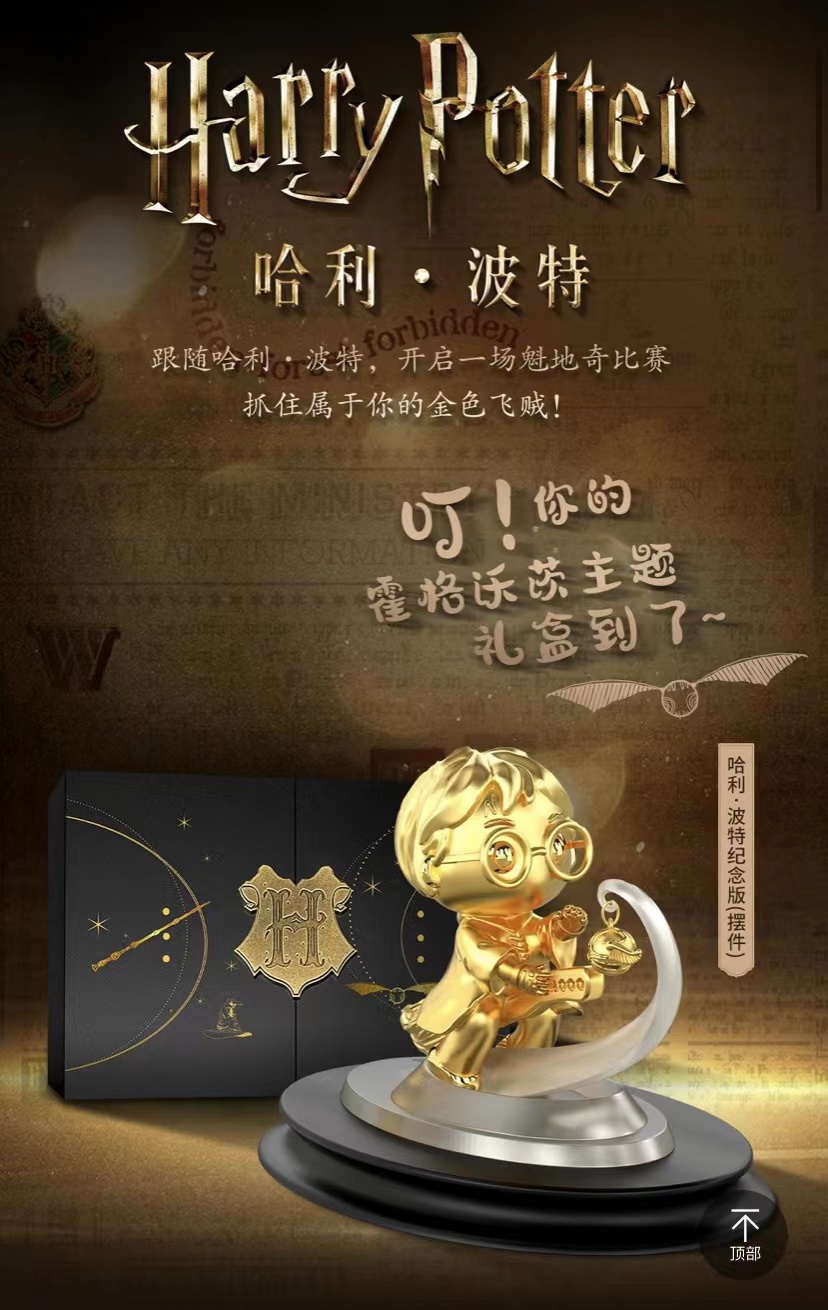 Harry Potter
哈利·波特
forbidden
forbidden
跟随哈利·波特，开启一场魁地奇比赛
抓住属于你的金色飞贼！
叮！你的
霍格沃茨主题
礼盒到了~
W
哈利·波特纪念版(摆件)
H
顶部